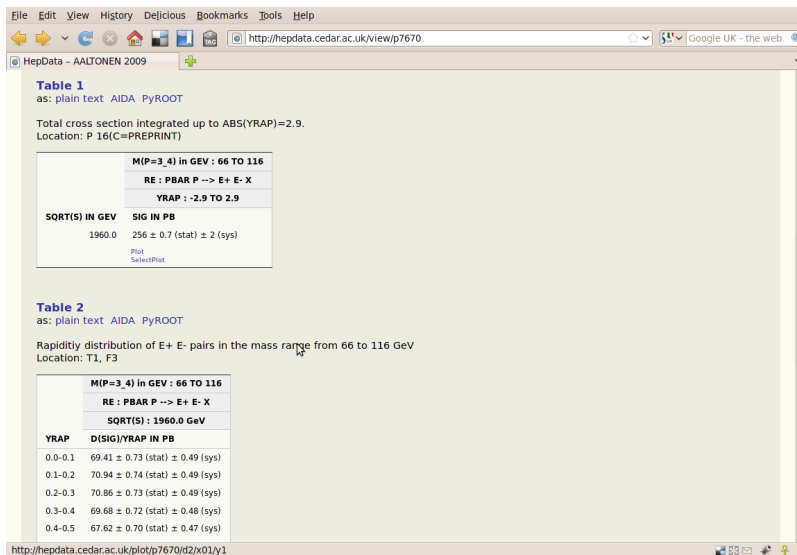 File Edit View History Delicious Bookmarks Tools Help
TAG http://hepdata.cedar.ac.uk/view/p7670 Google UK - the web
HepData – AALTONEN 2009
Table 1
as: plain text AIDA PyROOT
Total cross section integrated up to ABS(YRAP)=2.9.
Location: P 16(C=PREPRINT)
M(P=3_4) in GEV : 66 TO 116
RE : PBAR P --> E+ E- X
YRAP : -2.9 TO 2.9
SQRT(S) IN GEV SIG IN PB
1960.0 256 ± 0.7 (stat) ± 2 (sys)
Plot
SelectPlot
Table 2
as: plain text AIDA PyROOT
Rapiditiy distribution of E+ E- pairs in the mass range from 66 to 116 GeV
Location: T1, F3
M(P=3_4) in GEV : 66 TO 116
RE : PBAR P --> E+ E- X
SQRT(S) : 1960.0 GeV
YRAP D(SIG)/YRAP IN PB
0.0–0.1 69.41 ± 0.73 (stat) ± 0.49 (sys)
0.1–0.2 70.94 ± 0.74 (stat) ± 0.49 (sys)
0.2–0.3 70.86 ± 0.73 (stat) ± 0.49 (sys)
0.3–0.4 69.68 ± 0.72 (stat) ± 0.48 (sys)
0.4–0.5 67.62 ± 0.70 (stat) ± 0.47 (sys)
http://hepdata.cedar.ac.uk/plot/p7670/d2/x01/y1